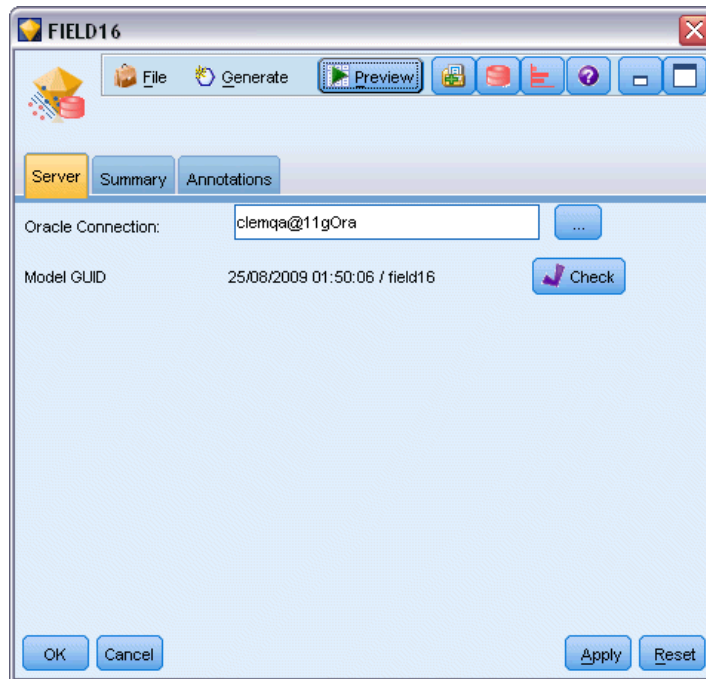 FIELD16
File Generate Preview
Server Summary Annotations
Oracle Connection: clemqa@11gOra ...
Model GUID 25/08/2009 01:50:06 / field16 Check
OK Cancel Apply Reset